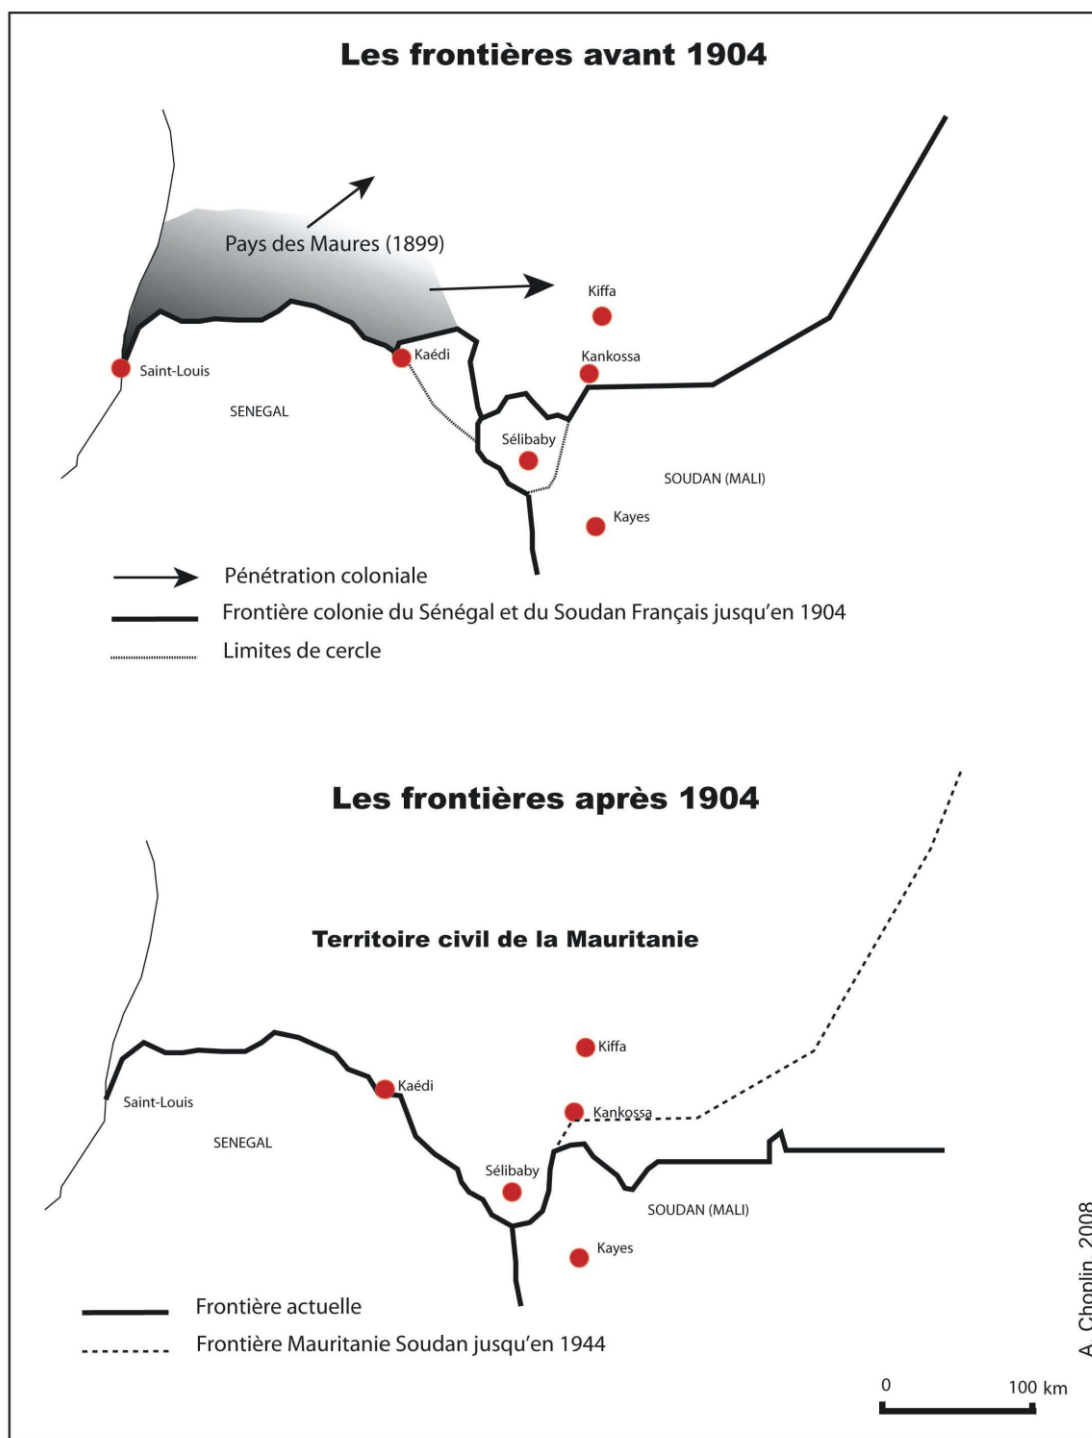 Les frontières avant 1904
Pays des Maures (1899)
Kiffa
Kaédi
Kankossa
Saint-Louis
SENEGAL
Sélibaby
SOUDAN (MALI)
Kayes
Pénétration coloniale
Frontière colonie du Sénégal et du Soudan Français jusqu'en 1904
Limites de cercle
Les frontières après 1904
Territoire civil de la Mauritanie
Kiffa
Kaédi
Saint-Louis
Kankossa
SENEGAL
Sélibaby
SOUDAN (MALI)
Kayes
Frontière actuelle
Frontière Mauritanie Soudan jusqu'en 1944
A. Choplin, 2008
0 100 km